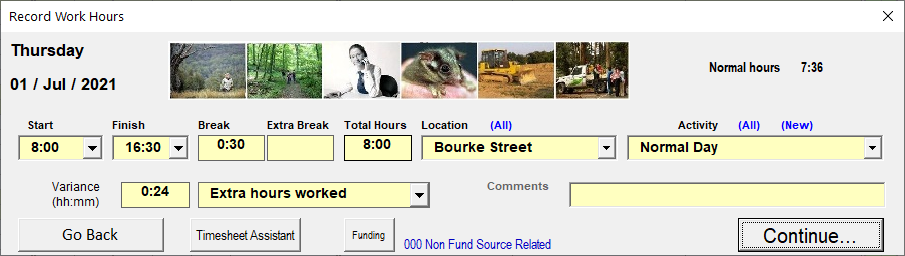 Record Work Hours
Thursday
01 / Jul / 2021
Normal hours 7:36
Start Finish Break Extra Break Total Hours Location (All) Activity (All) (New)
8:00 16:30 0:30 8:00 Bourke Street Normal Day
Variance
(hh:mm) 0:24 Extra hours worked Comments
Go Back Timesheet Assistant Funding 000 Non Fund Source Related Continue...